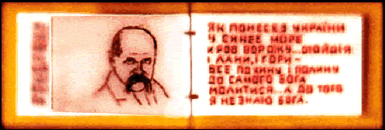 ЯК ПОНЕСЕ З УКРАЇНИ
У СИНЕЄ МОРЕ
КРОВ ВОРОЖУ...ОТОЙДІ Я
І ЛАНИ, І ГОРИ—
ВСЕ ПОКИНУ І ПОЛИНУ
ДО САМОГО БОГА
МОЛИТИСЯ...А ДО ТОГО
Я НЕ ЗНАЮ БОГА.